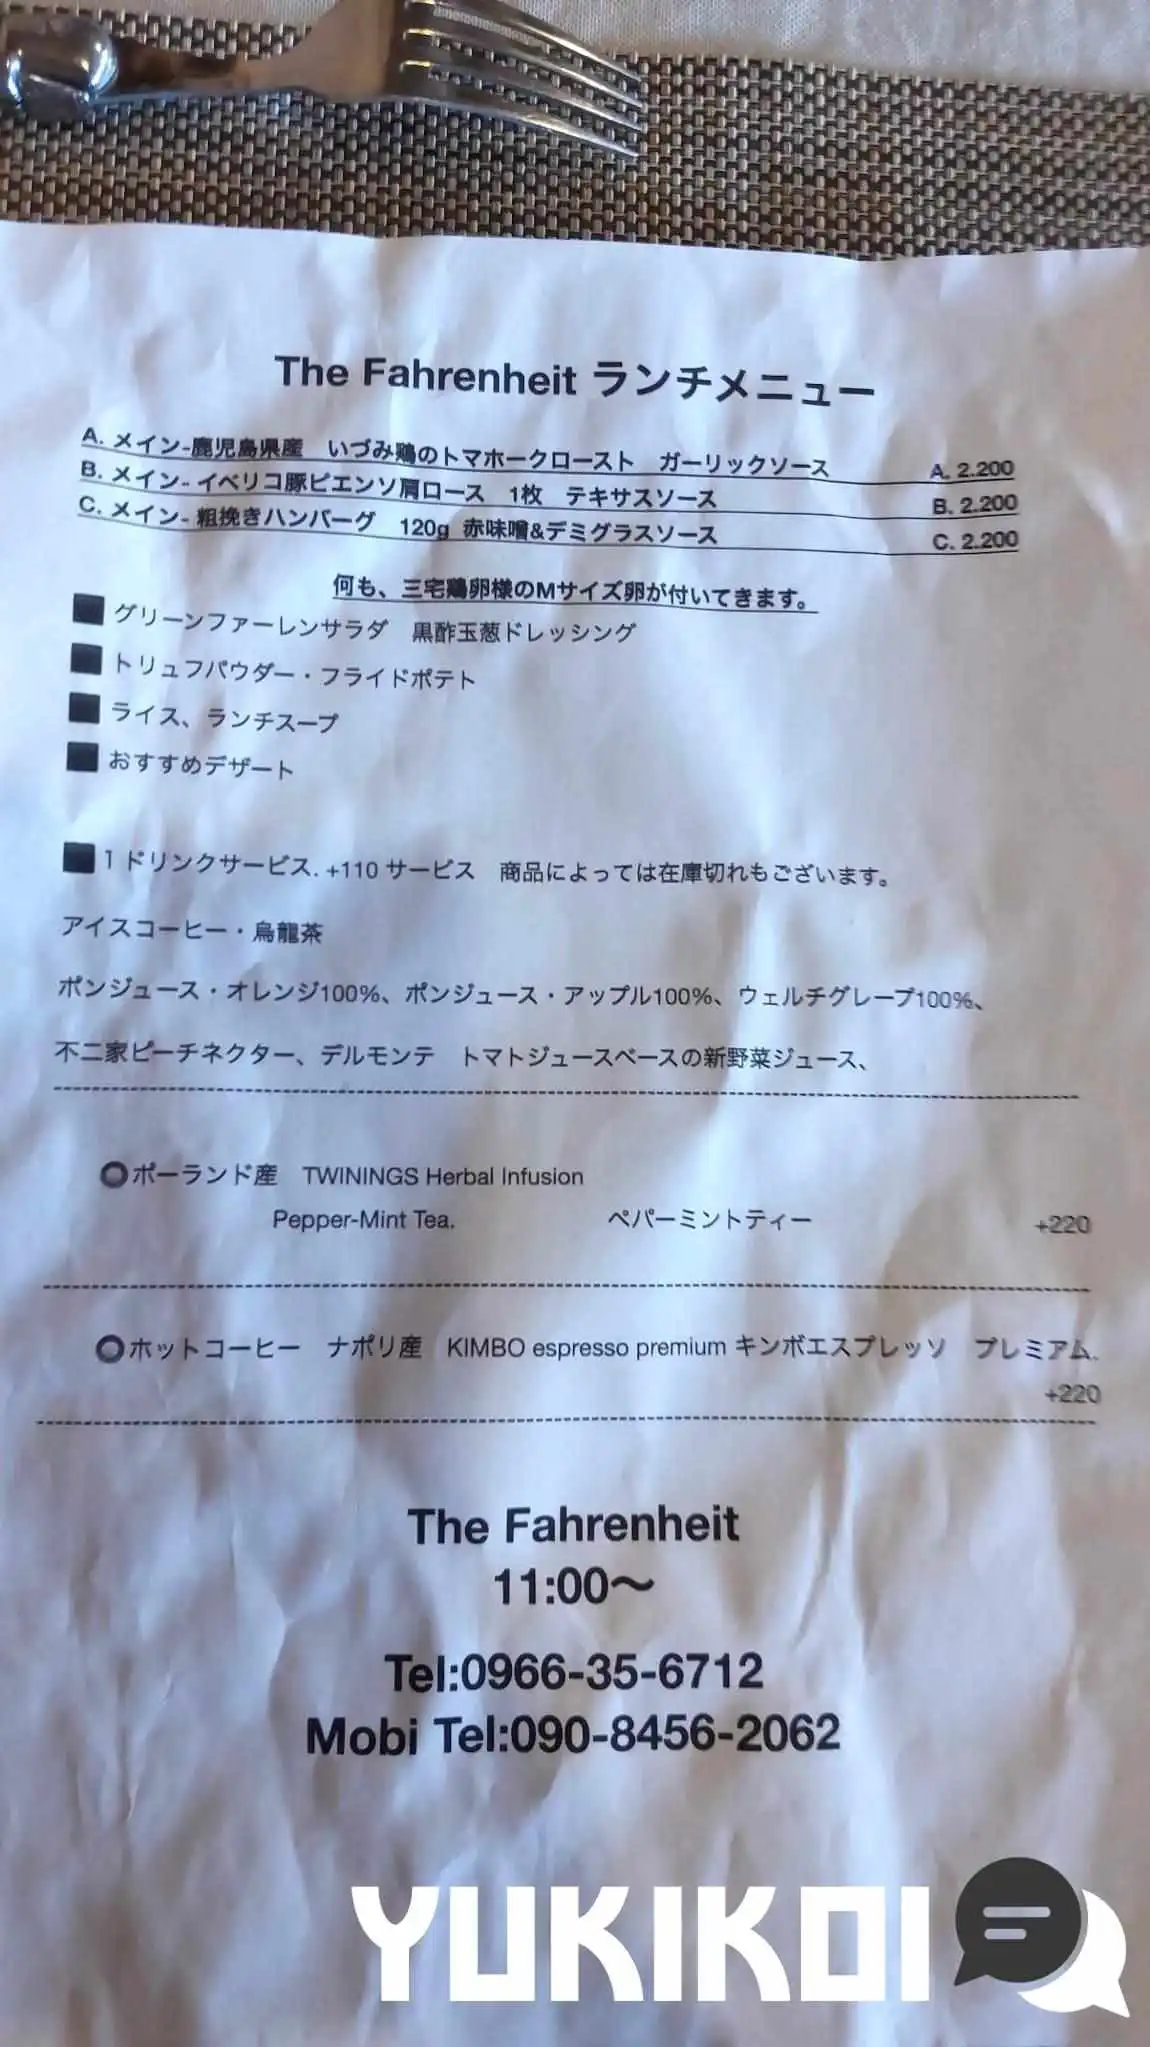 The Fahrenheit ランチメニュー
A. メイン-鹿児島県産　いづみ鶏のトマホークロースト　ガーリックソース　A. 2.200
B. メイン- イベリコ豚ピエンソ肩ロース　1枚　テキサスソース　B. 2.200
C. メイン- 粗挽きハンバーグ　120g 赤味噌&デミグラスソース　C. 2.200
何も、三宅鶏卵様のMサイズ卵が付いてきます。
■ グリーンファーレンサラダ　黒酢玉葱ドレッシング
■ トリュフパウダー・フライドポテト
■ ライス、ランチスープ
■ おすすめデザート
■ 1 ドリンクサービス. +110 サービス　商品によっては在庫切れもございます。
アイスコーヒー・烏龍茶
ポンジュース・オレンジ100%、ポンジュース・アップル100%、ウェルチグレープ100%、
不二家ピーチネクター、デルモンテ　トマトジュースベースの新野菜ジュース、
◯ポーランド産　TWININGS Herbal Infusion
Pepper-Mint Tea.　ペパーミントティー　+220
◯ホットコーヒー　ナポリ産　KIMBO espresso premium キンボエスプレッソ　プレミアム.
+220
The Fahrenheit
11:00〜
Tel:0966-35-6712
Mobi Tel:090-8456-2062
YUKIKOI